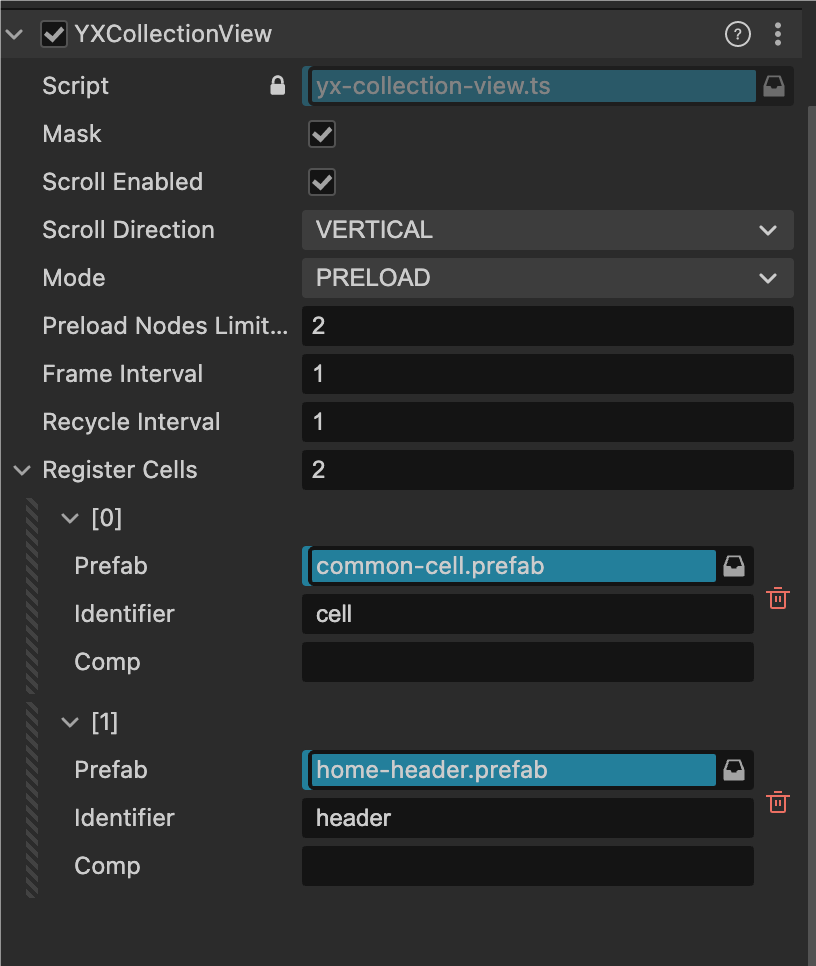 YXCollectionView
Script yx-collection-view.ts
Mask
Scroll Enabled
Scroll Direction VERTICAL
Mode PRELOAD
Preload Nodes Limit... 2
Frame Interval 1
Recycle Interval 1
Register Cells 2
[0]
Prefab common-cell.prefab
Identifier cell
Comp
[1]
Prefab home-header.prefab
Identifier header
Comp